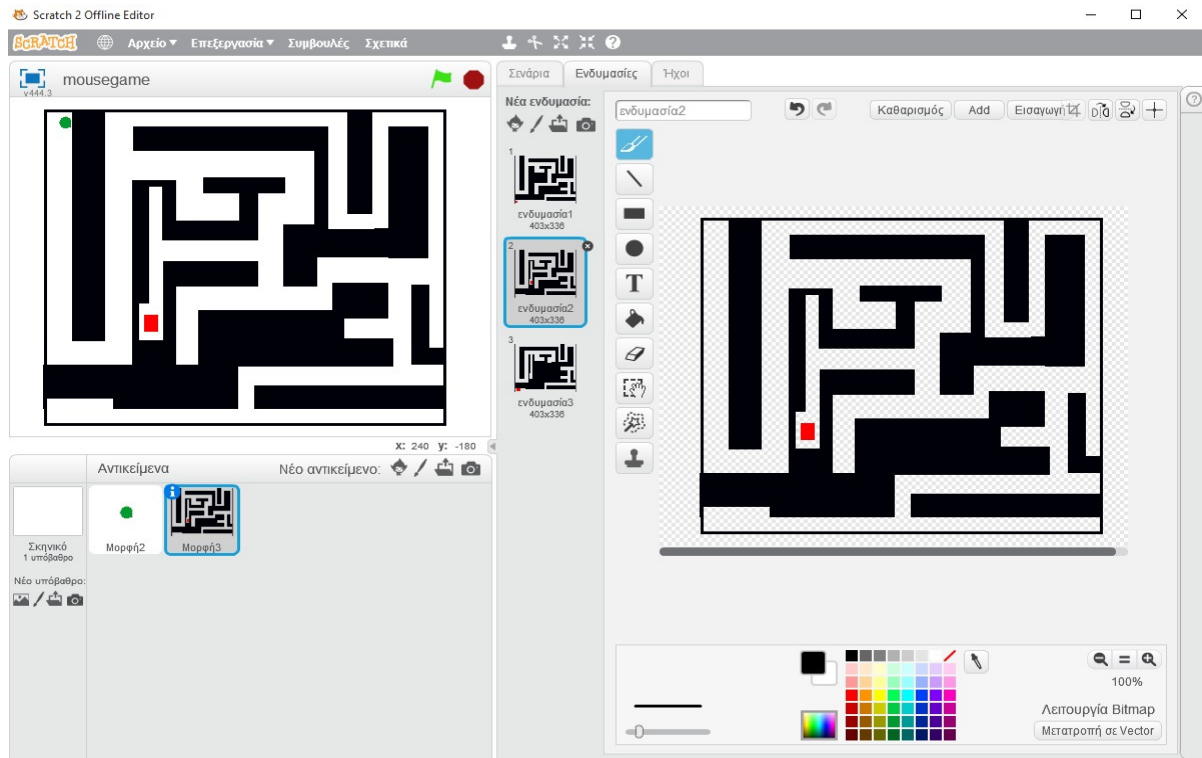 Scratch 2 Offline Editor
SCRATCH
Αρχείο
Επεξεργασία
Συμβουλές
Σχετικά
v444.3
mousegame
Σενάρια
Ενδυμασίες
Ήχοι
Νέα ενδυμασία:
1
ενδυμασία1
403x336
2
ενδυμασία2
403x336
3
ενδυμασία3
403x336
ενδυμασία2
Καθαρισμός
Add
Εισαγωγή
T
x: 240 y: -180
Αντικείμενα
Νέο αντικείμενο:
Σκηνικό
1 υπόβαθρο
Νέο υπόβαθρο:
Μορφή2
Μορφή3
100%
Λειτουργία Bitmap
Μετατροπή σε Vector